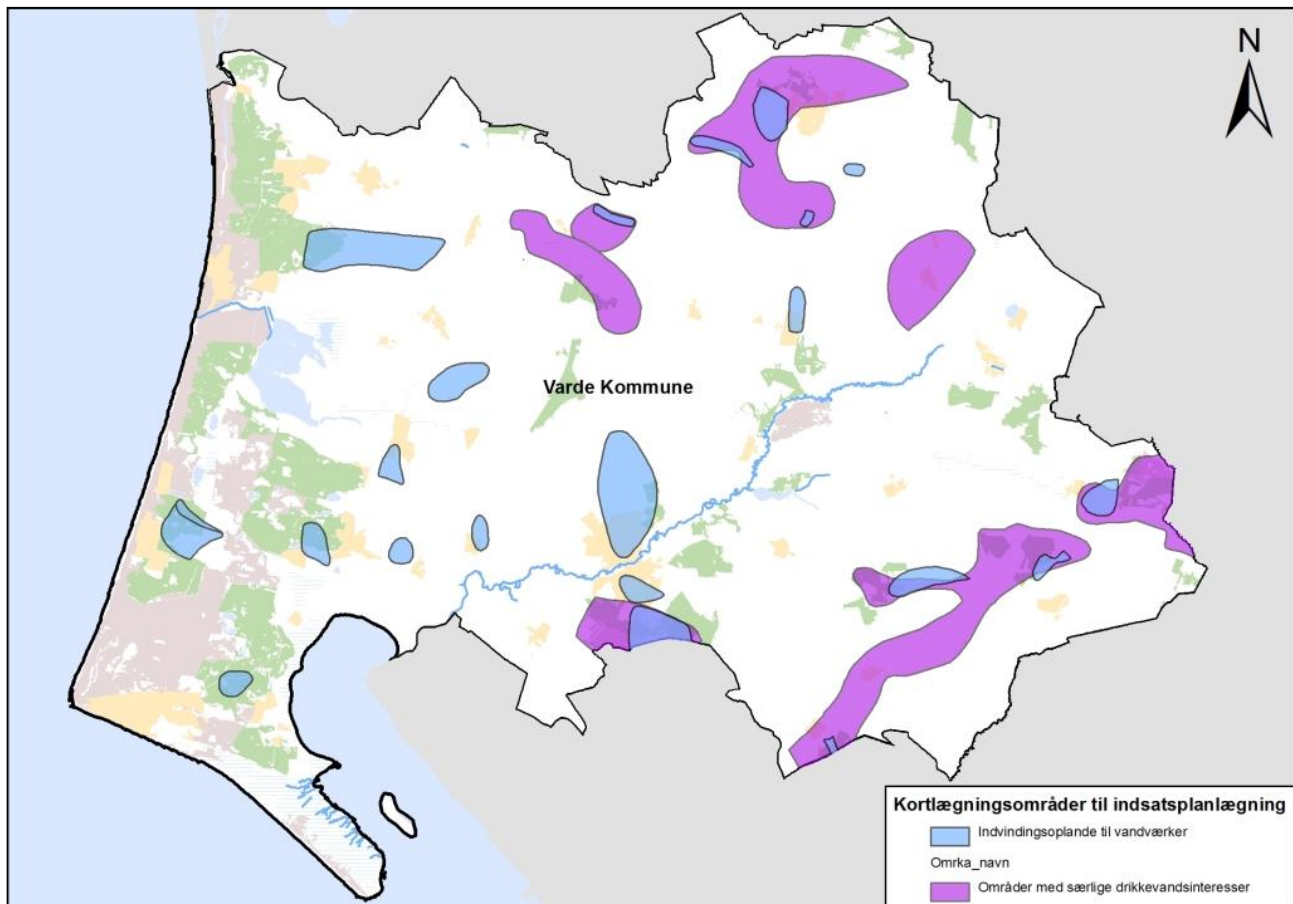 N
Varde Kommune
Kortlægningsområder til indsatsplanlægning
Indvindingsoplande til vandværker
Omrka_navn
Områder med særlige drikkevandsinteresser